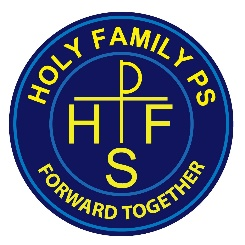 HOLY FAMILY PS
H P F
S
FORWARD TOGETHER